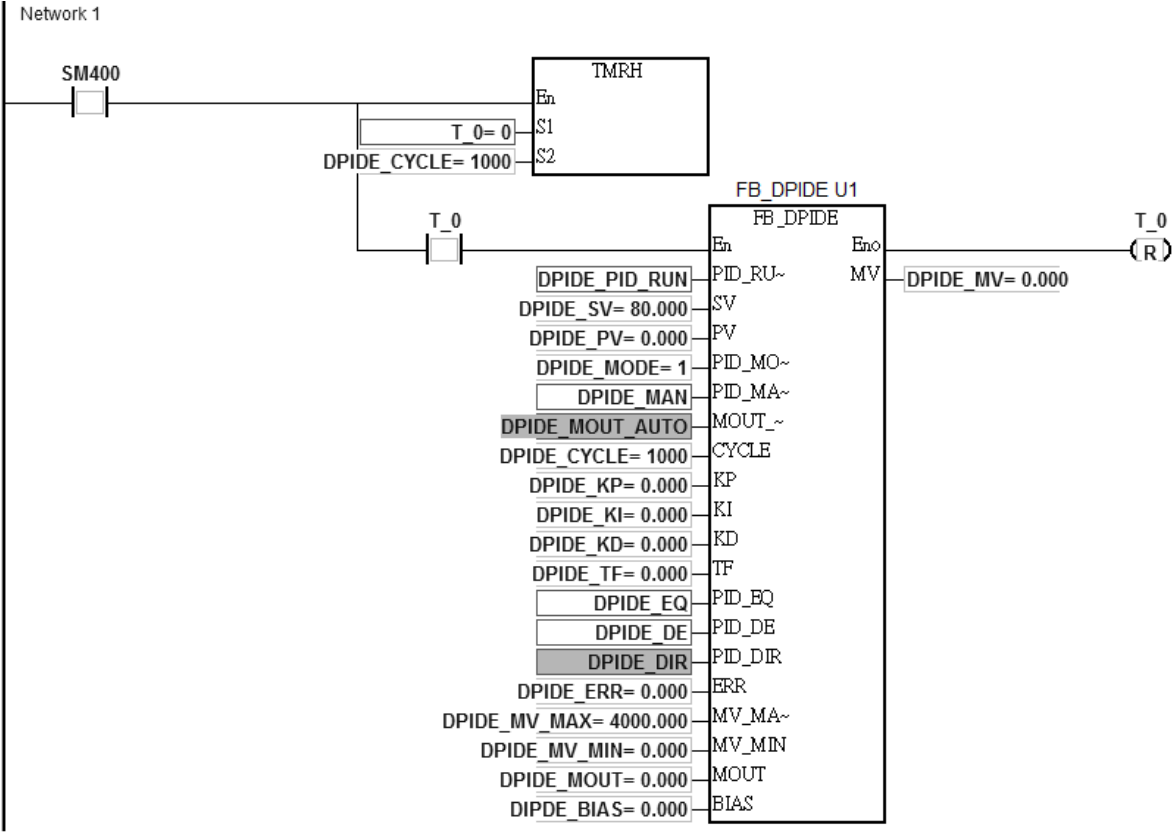 Network 1
SM400
TMRH
En
T_0= 0 S1
DPIDE_CYCLE= 1000 S2
FB_DPIDE U1
T_0 FB_DPIDE T_0
En Eno R
DPIDE_PID_RUN PID_RU~ MV DPIDE_MV= 0.000
DPIDE_SV= 80.000 SV
DPIDE_PV= 0.000 PV
DPIDE_MODE= 1 PID_MO~
DPIDE_MAN PID_MA~
DPIDE_MOUT_AUTO MOUT_~
DPIDE_CYCLE= 1000 CYCLE
DPIDE_KP= 0.000 KP
DPIDE_KI= 0.000 KI
DPIDE_KD= 0.000 KD
DPIDE_TF= 0.000 TF
DPIDE_EQ PID_EQ
DPIDE_DE PID_DE
DPIDE_DIR PID_DIR
DPIDE_ERR= 0.000 ERR
DPIDE_MV_MAX= 4000.000 MV_MA~
DPIDE_MV_MIN= 0.000 MV_MIN
DPIDE_MOUT= 0.000 MOUT
DIPDE_BIAS= 0.000 BIAS